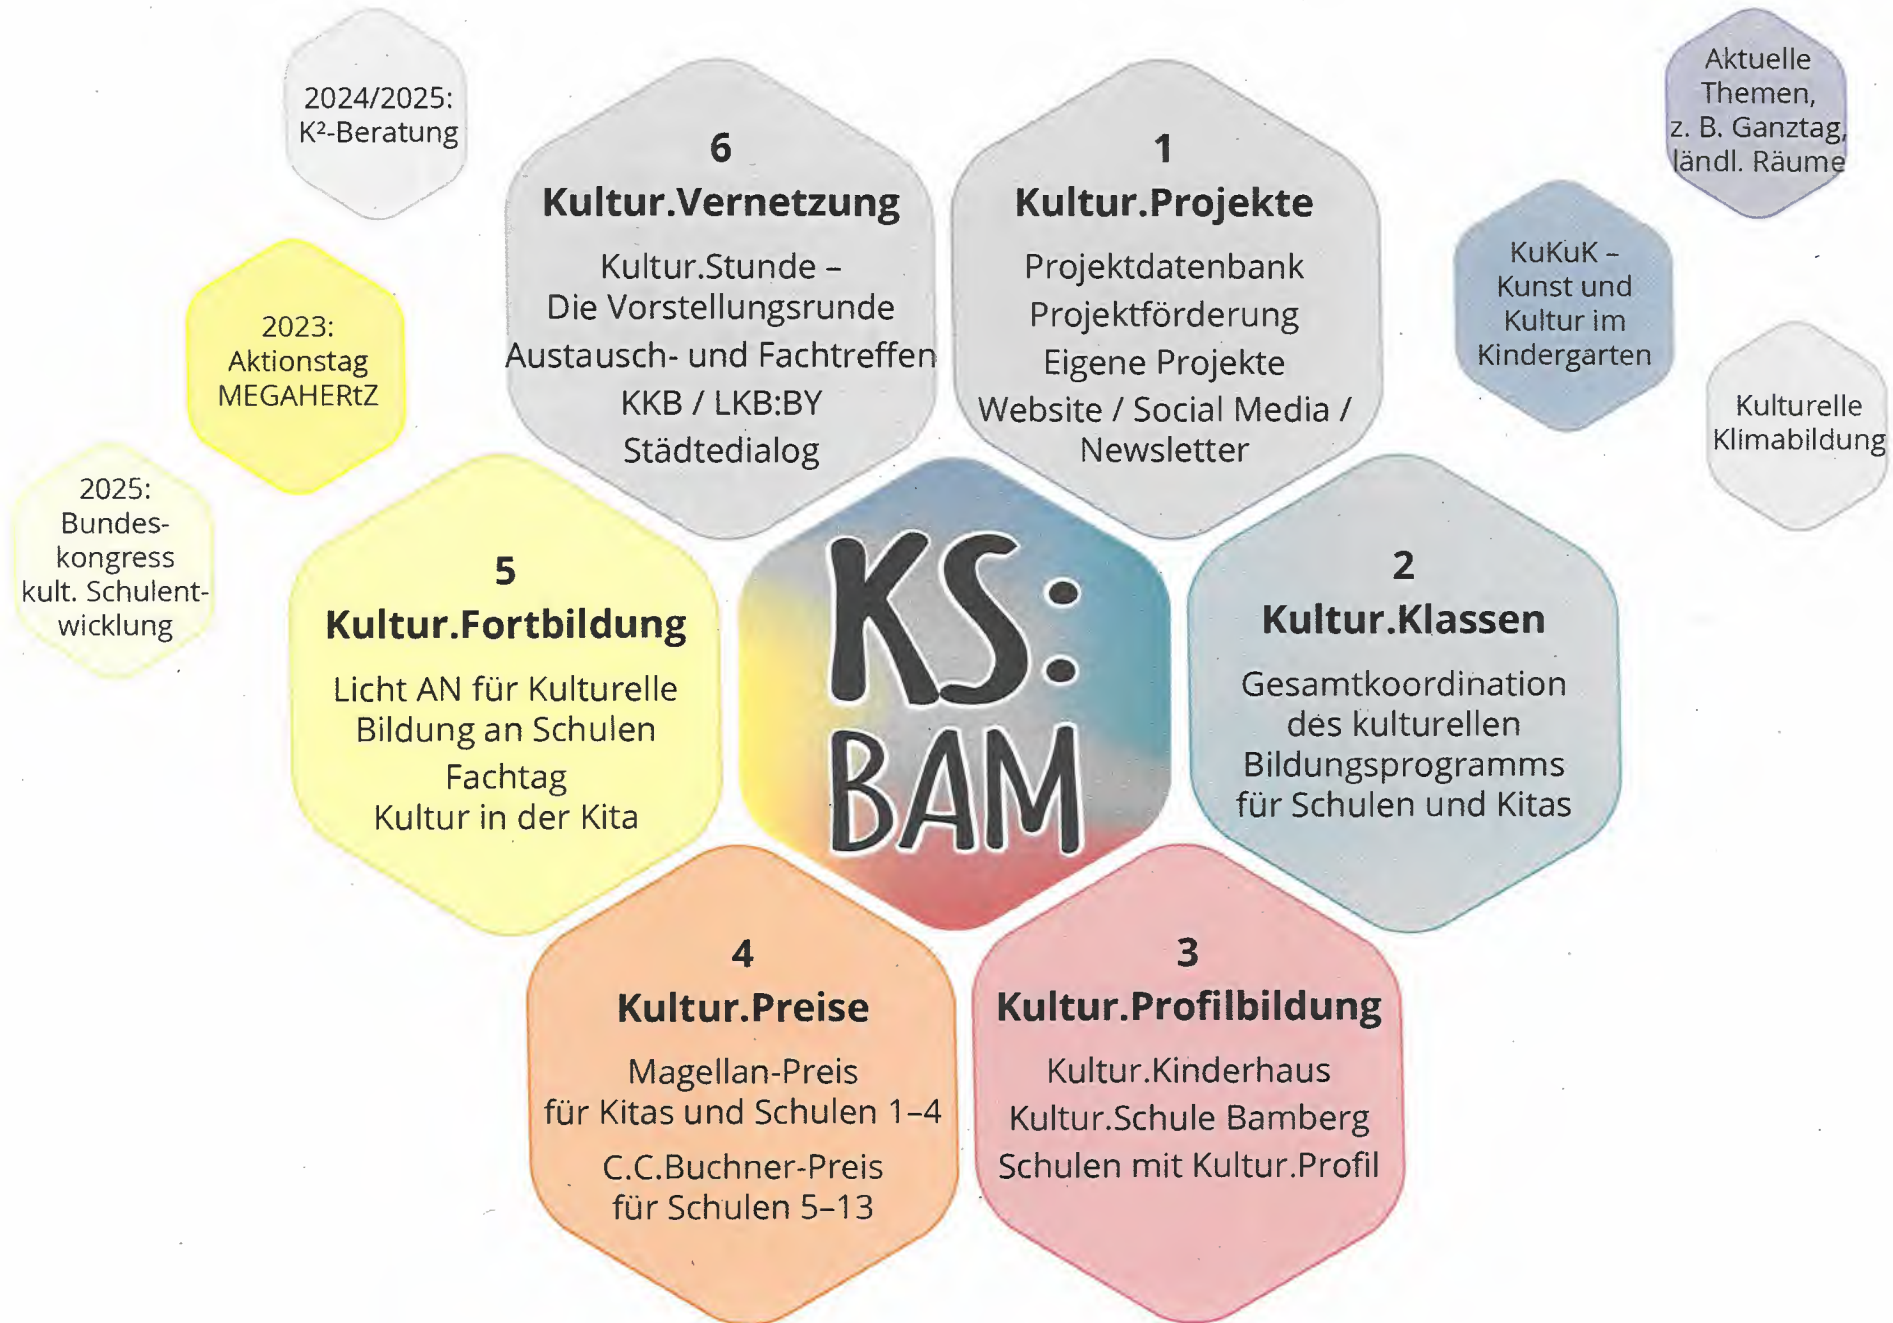 2024/2025:
K²-Beratung
2023:
Aktionstag
MEGAHERtZ
2025:
Bundes-
kongress
kult. Schulent-
wicklung
6
Kultur.Vernetzung
Kultur.Stunde –
Die Vorstellungsrunde
Austausch- und Fachtreffen
KKB / LKB:BY
Städtedialog
1
Kultur.Projekte
Projektdatenbank
Projektförderung
Eigene Projekte
Website / Social Media /
Newsletter
Aktuelle
Themen,
z. B. Ganztag,
ländl. Räume
KuKuK –
Kunst und
Kultur im
Kindergarten
Kulturelle
Klimabildung
5
Kultur.Fortbildung
Licht AN für Kulturelle
Bildung an Schulen
Fachtag
Kultur in der Kita
KS:
BAM
2
Kultur.Klassen
Gesamtkoordination
des kulturellen
Bildungsprogramms
für Schulen und Kitas
4
Kultur.Preise
Magellan-Preis
für Kitas und Schulen 1–4
C.C.Buchner-Preis
für Schulen 5–13
3
Kultur.Profilbildung
Kultur.Kinderhaus
Kultur.Schule Bamberg
Schulen mit Kultur.Profil